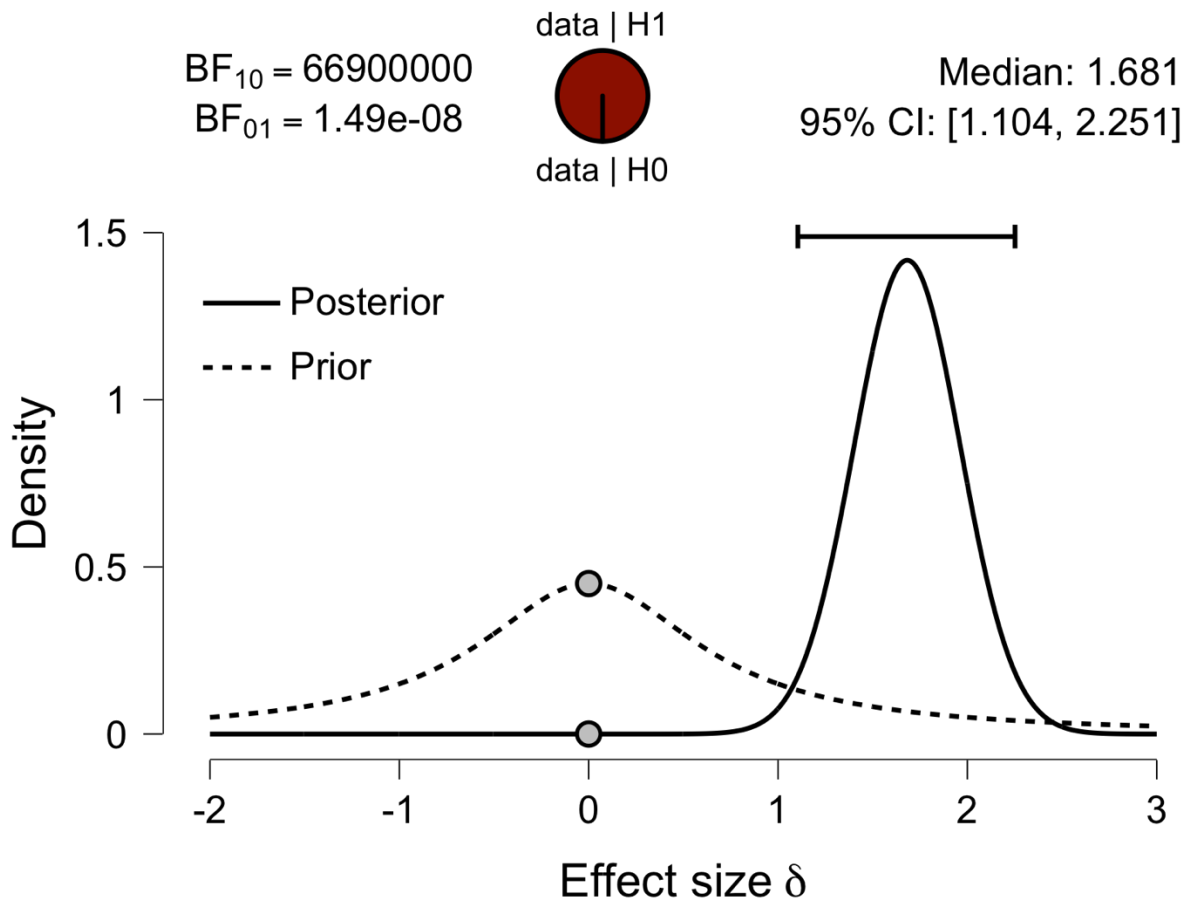 data | H1
BF₁₀ = 66900000
BF₀₁ = 1.49e-08
Median: 1.681
95% CI: [1.104, 2.251]
data | H0
Posterior
Prior
Density
1.5
1
0.5
0
-2
-1
0
1
2
3
Effect size δ